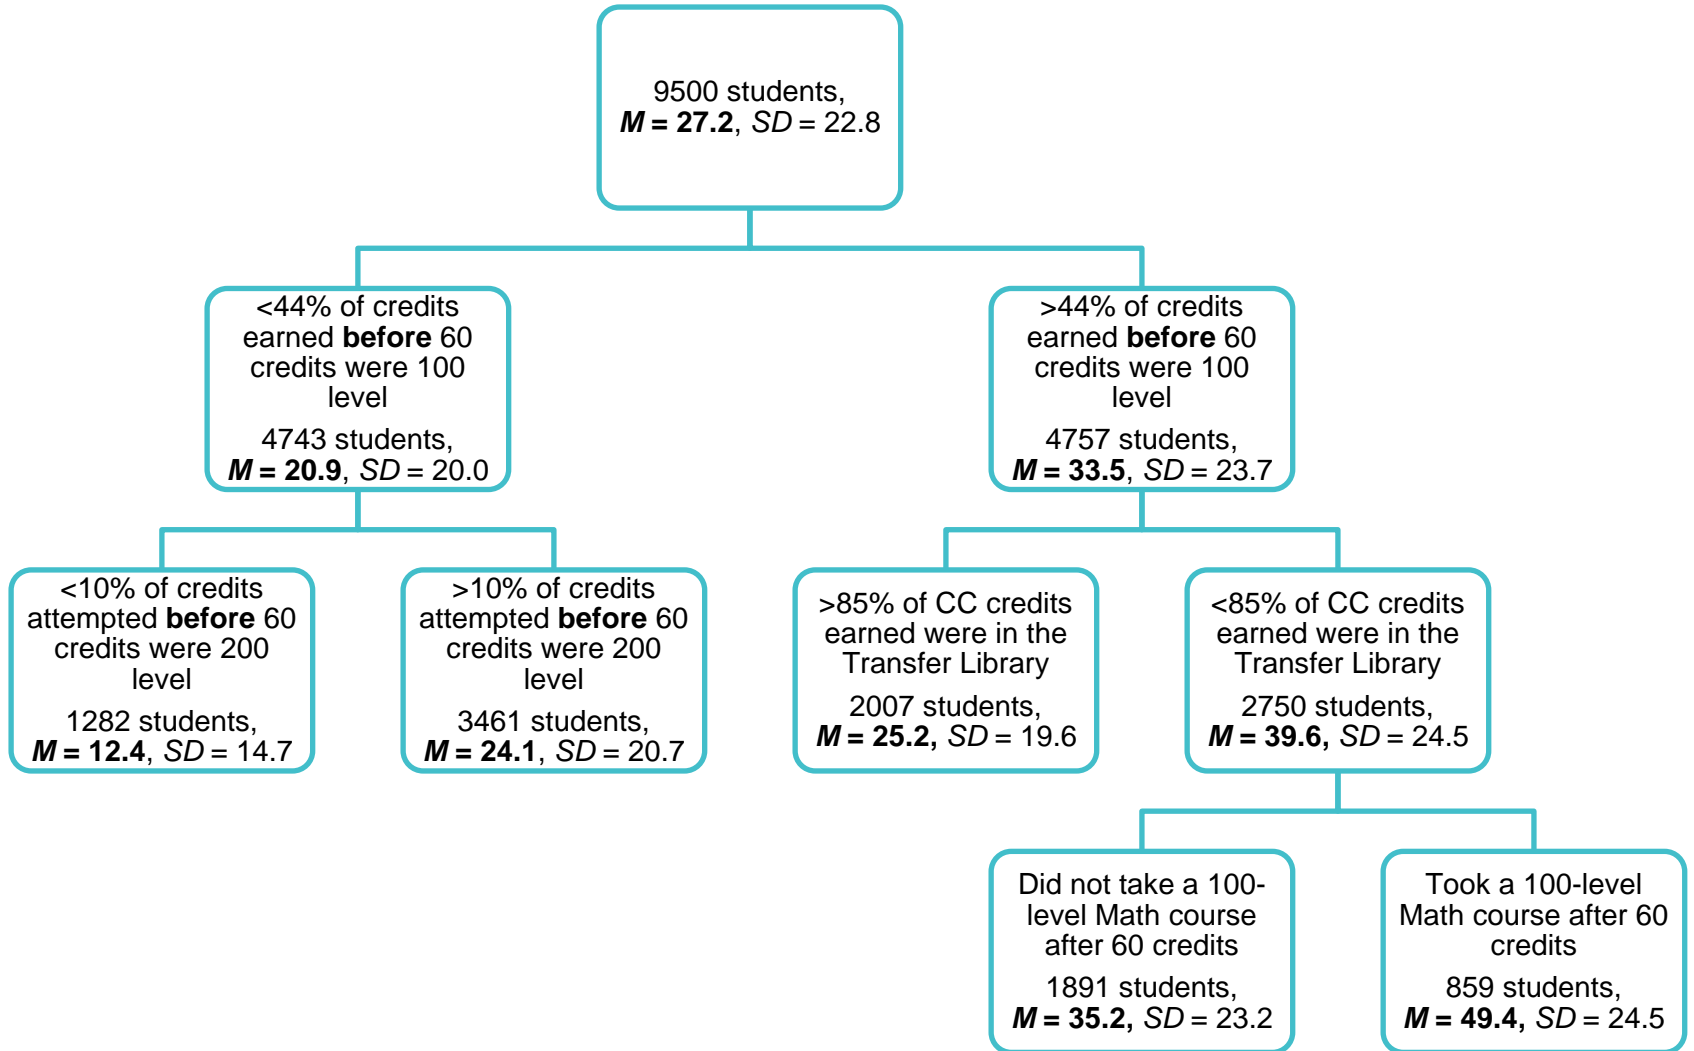 9500 students,
M = 27.2, SD = 22.8
<44% of credits
earned before 60
credits were 100
level
4743 students,
M = 20.9, SD = 20.0
>44% of credits
earned before 60
credits were 100
level
4757 students,
M = 33.5, SD = 23.7
<10% of credits
attempted before 60
credits were 200
level
1282 students,
M = 12.4, SD = 14.7
>10% of credits
attempted before 60
credits were 200
level
3461 students,
M = 24.1, SD = 20.7
>85% of CC credits
earned were in the
Transfer Library
2007 students,
M = 25.2, SD = 19.6
<85% of CC credits
earned were in the
Transfer Library
2750 students,
M = 39.6, SD = 24.5
Did not take a 100-
level Math course
after 60 credits
1891 students,
M = 35.2, SD = 23.2
Took a 100-level
Math course after 60
credits
859 students,
M = 49.4, SD = 24.5